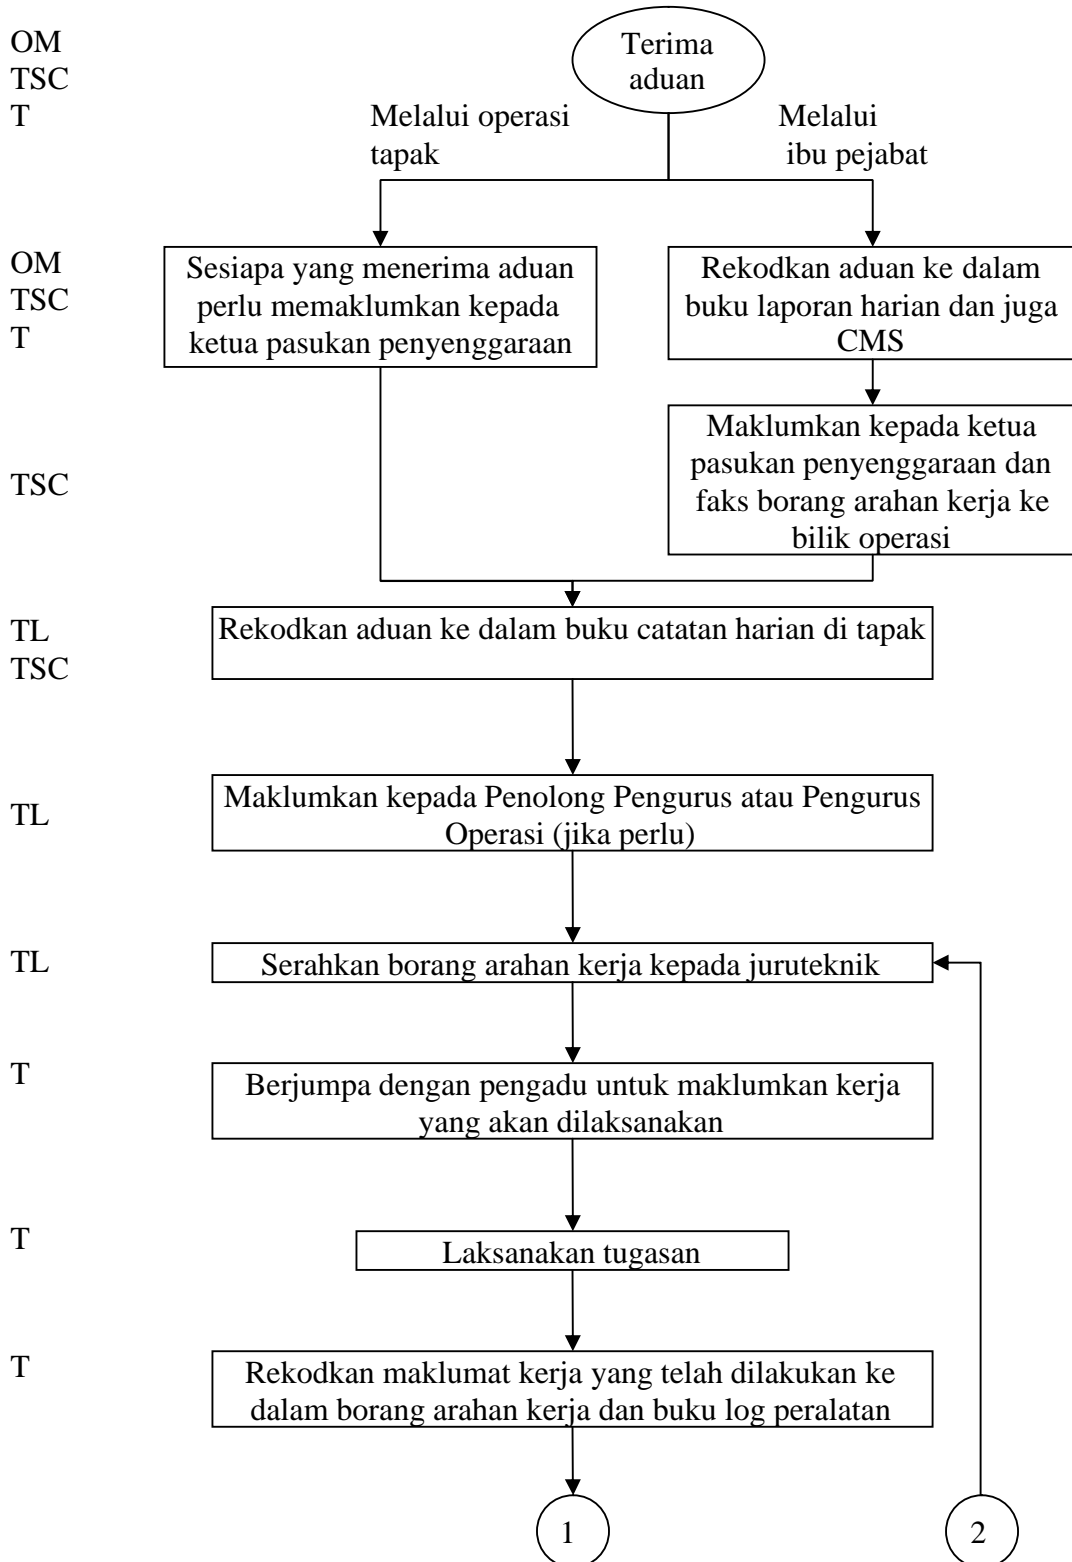 OM
TSC
T
Terima
aduan
Melalui operasi
tapak
Melalui
ibu pejabat
OM
TSC
T
Sesiapa yang menerima aduan
perlu memaklumkan kepada
ketua pasukan penyenggaraan
Rekodkan aduan ke dalam
buku laporan harian dan juga
CMS
TSC
Maklumkan kepada ketua
pasukan penyenggaraan dan
faks borang arahan kerja ke
bilik operasi
TL
TSC
Rekodkan aduan ke dalam buku catatan harian di tapak
TL
Maklumkan kepada Penolong Pengurus atau Pengurus
Operasi (jika perlu)
TL
Serahkan borang arahan kerja kepada juruteknik
T
Berjumpa dengan pengadu untuk maklumkan kerja
yang akan dilaksanakan
T
Laksanakan tugasan
T
Rekodkan maklumat kerja yang telah dilakukan ke
dalam borang arahan kerja dan buku log peralatan
1
2